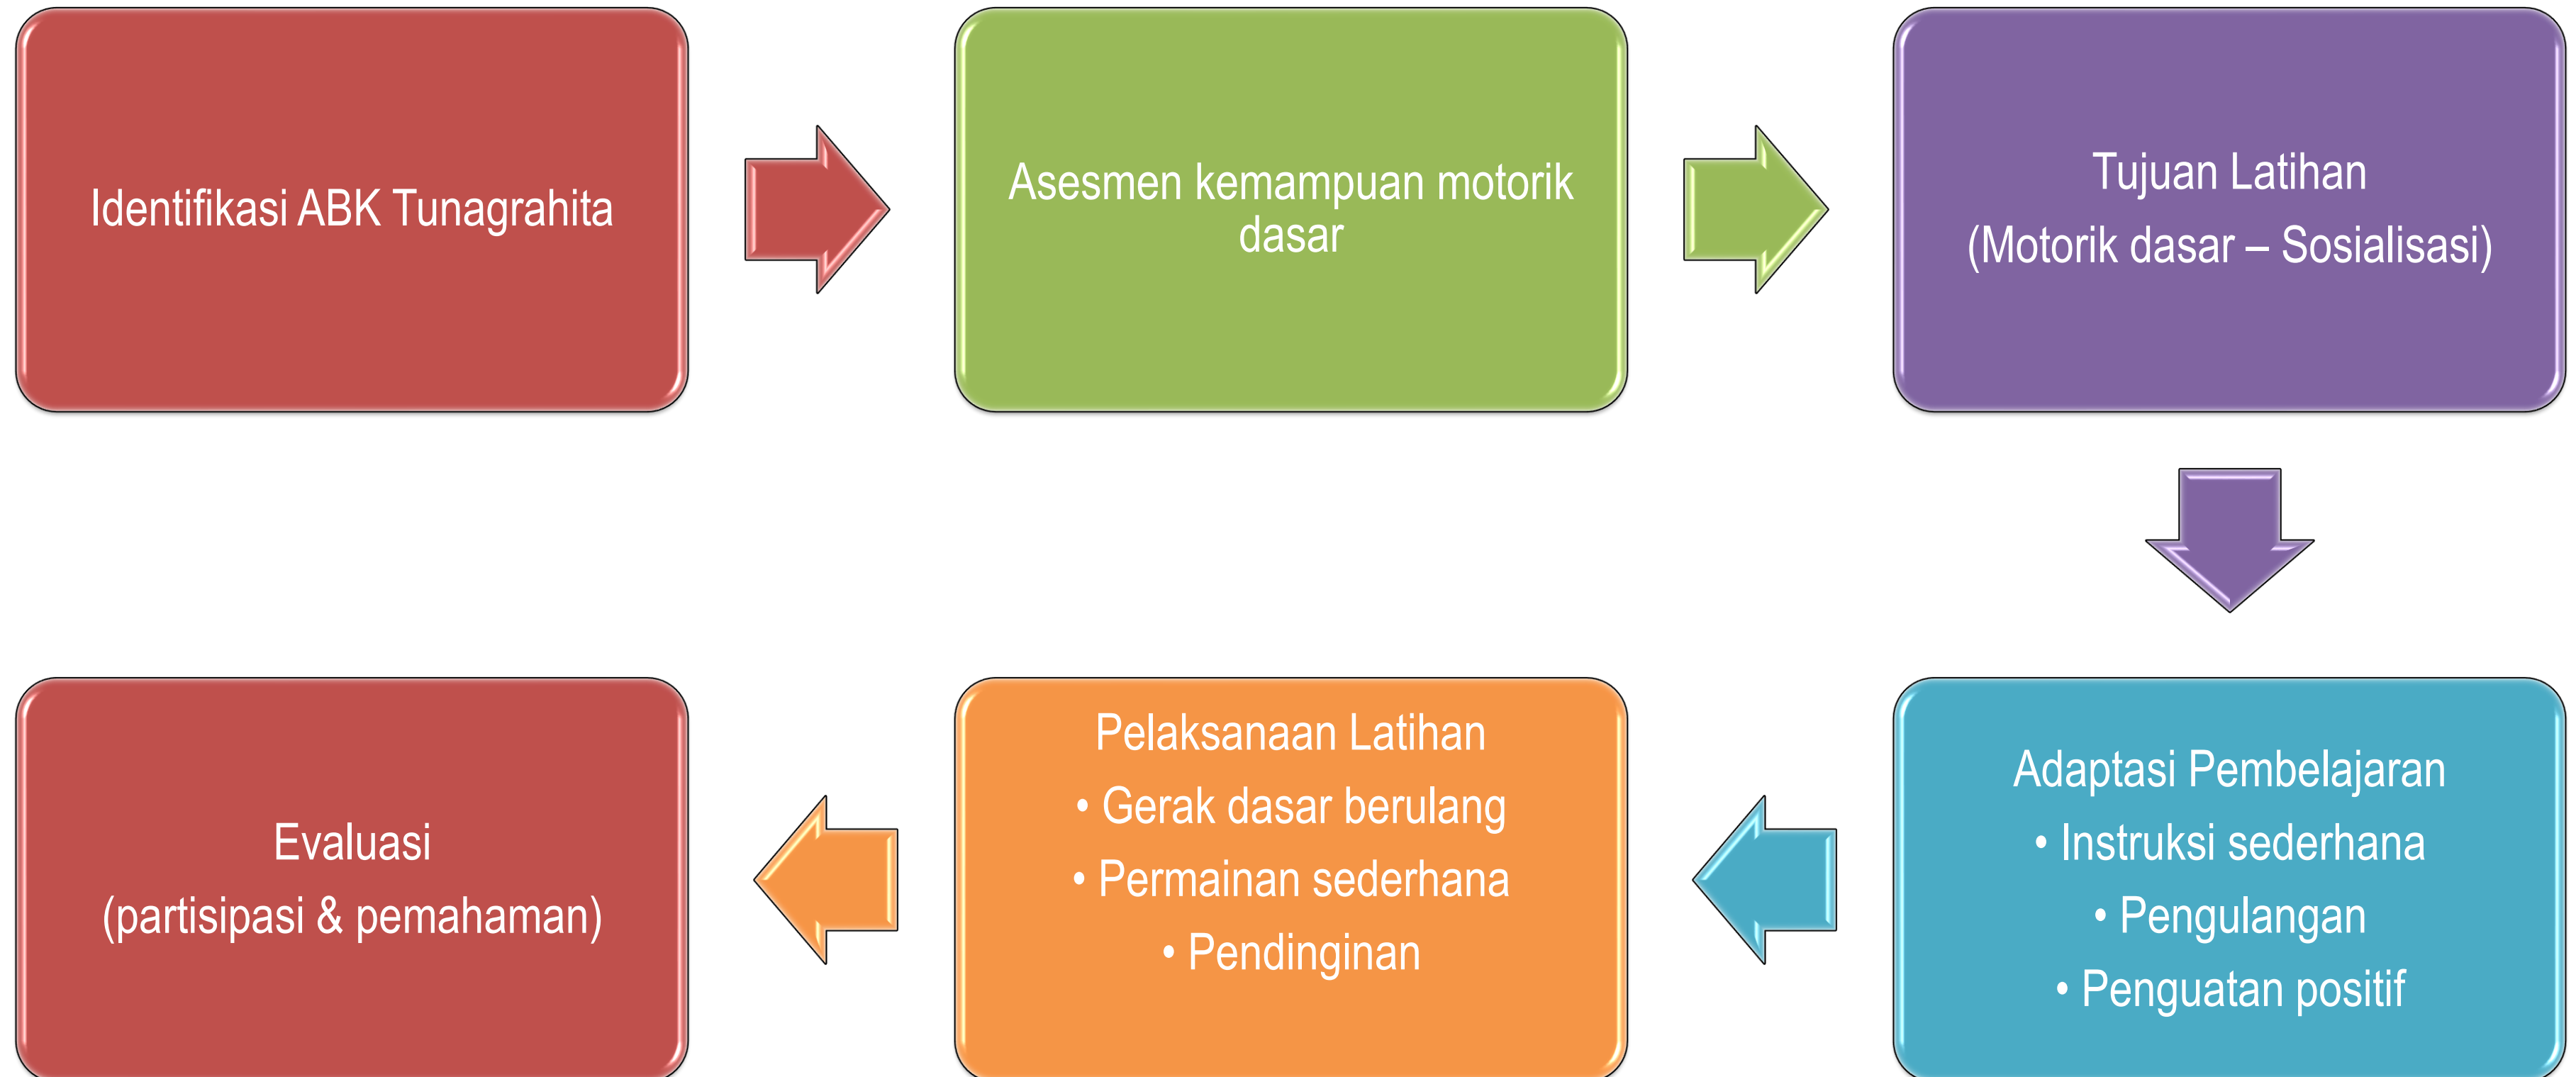 Identifikasi ABK Tunagrahita
Asesmen kemampuan motorik
dasar
Tujuan Latihan
(Motorik dasar – Sosialisasi)
Adaptasi Pembelajaran
• Instruksi sederhana
• Pengulangan
• Penguatan positif
Pelaksanaan Latihan
• Gerak dasar berulang
• Permainan sederhana
• Pendinginan
Evaluasi
(partisipasi & pemahaman)